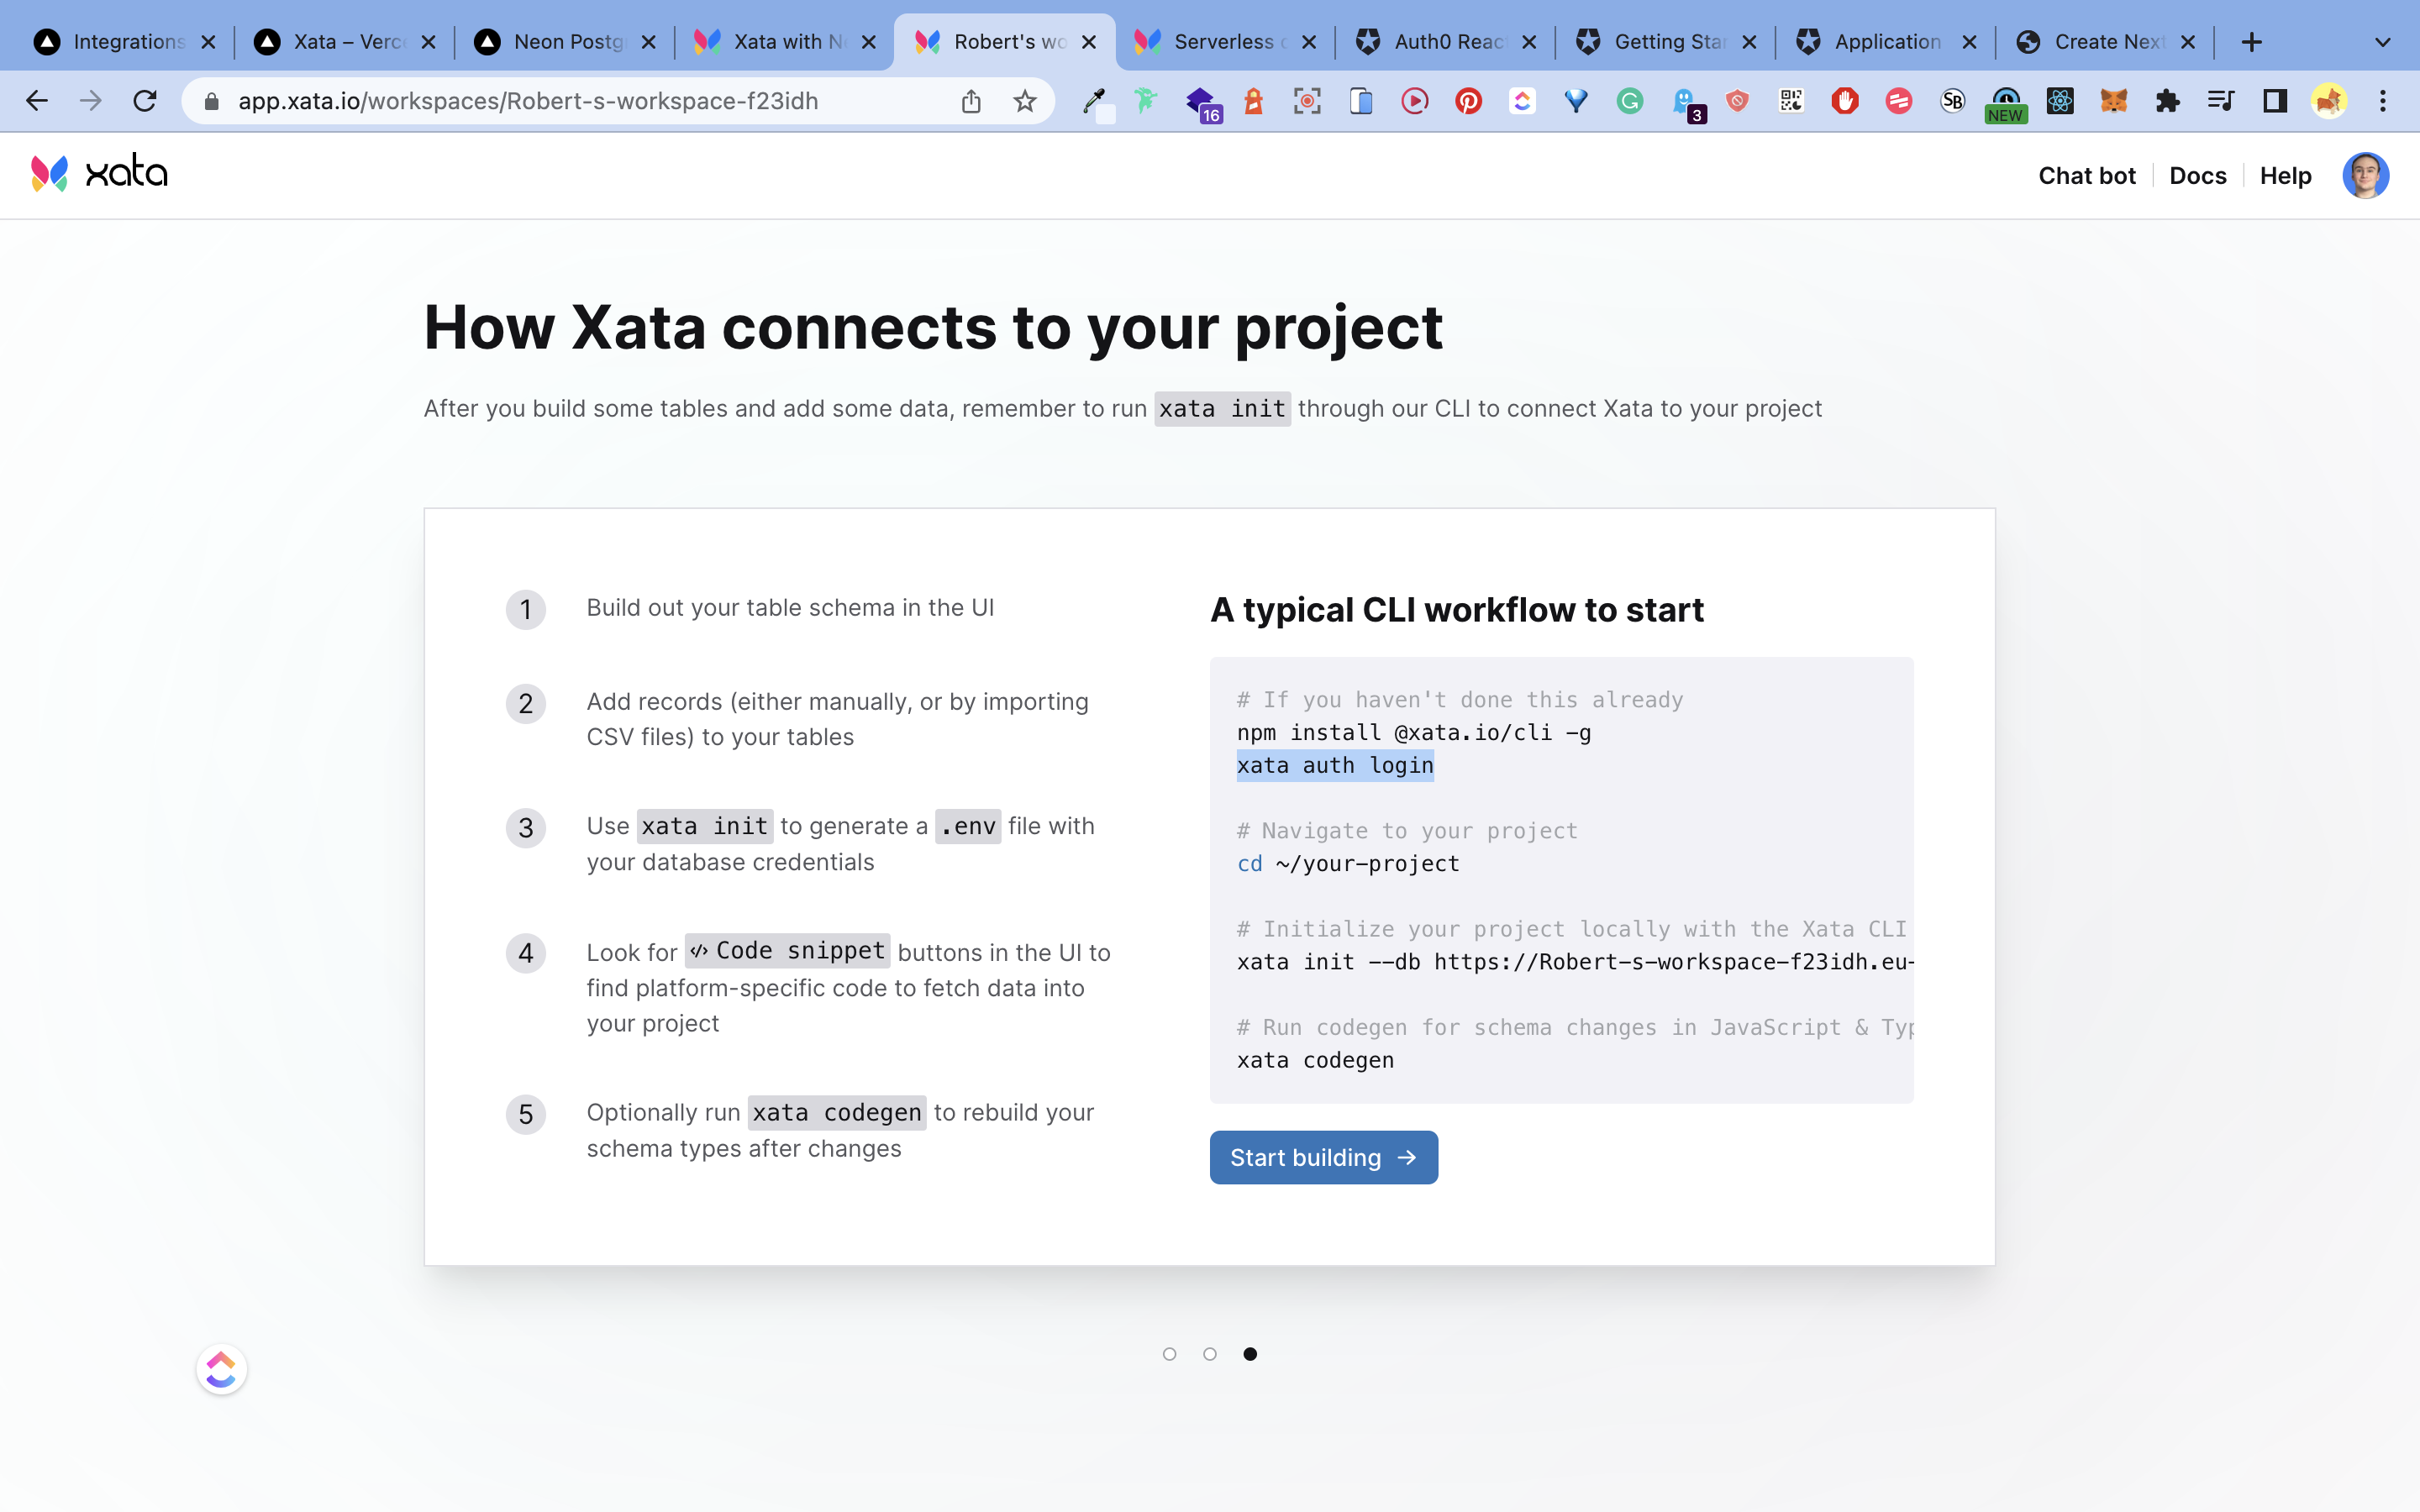 Integrations
Xata – Verc
Neon Postg
Xata with N
Robert's wo
Serverless
Auth0 Reac
Getting Sta
Application
Create Nex
app.xata.io/workspaces/Robert-s-workspace-f23idh
16
3
SB
NEW
xata
Chat bot
Docs
Help
How Xata connects to your project
After you build some tables and add some data, remember to run xata init through our CLI to connect Xata to your project
1
Build out your table schema in the UI
2
Add records (either manually, or by importing
CSV files) to your tables
3
Use xata init to generate a .env file with
your database credentials
4
Look for </> Code snippet buttons in the UI to
find platform-specific code to fetch data into
your project
5
Optionally run xata codegen to rebuild your
schema types after changes
A typical CLI workflow to start
# If you haven't done this already
npm install @xata.io/cli -g
xata auth login
# Navigate to your project
cd ~/your-project
# Initialize your project locally with the Xata CLI
xata init --db https://Robert-s-workspace-f23idh.eu-
# Run codegen for schema changes in JavaScript & Typ
xata codegen
Start building →